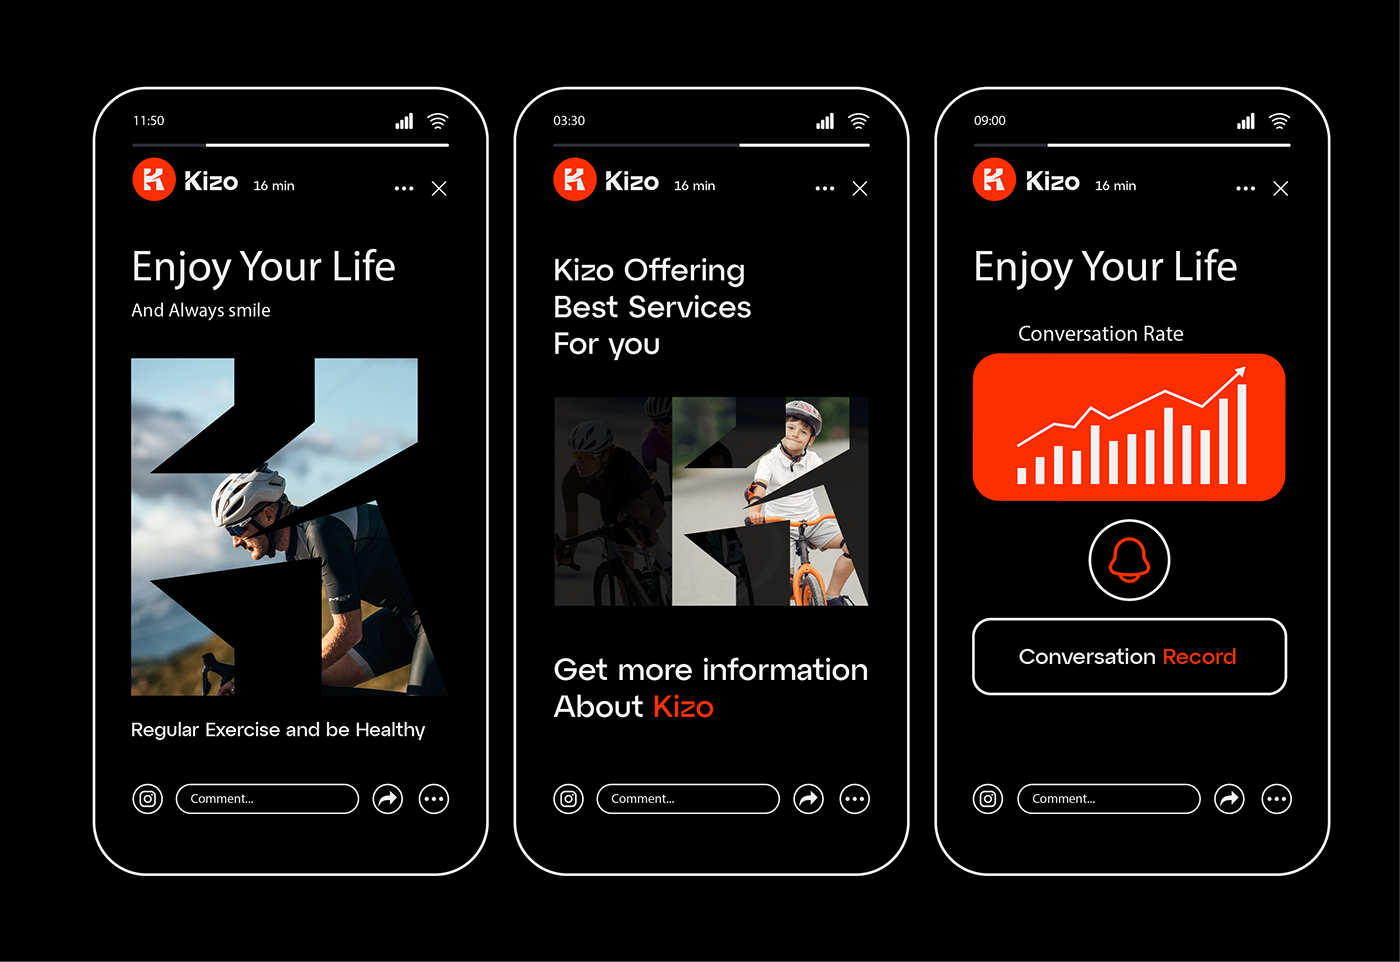 11:50
Kizo 16 min
Enjoy Your Life
And Always smile
MET
Regular Exercise and be Healthy
Comment...
03:30
Kizo 16 min
Kizo Offering
Best Services
For you
Get more information
About Kizo
Comment...
09:00
Kizo 16 min
Enjoy Your Life
Conversation Rate
Conversation Record
Comment...